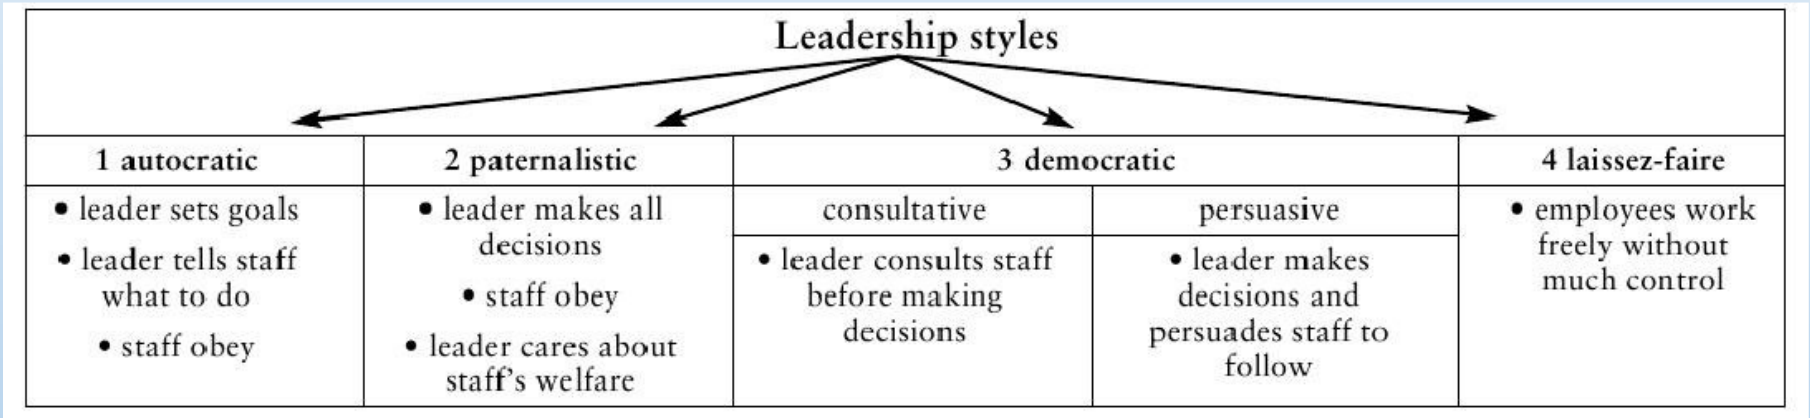 Leadership styles
1 autocratic
• leader sets goals
• leader tells staff
what to do
• staff obey
2 paternalistic
• leader makes all
decisions
• staff obey
• leader cares about
staff's welfare
3 democratic
consultative
• leader consults staff
before making
decisions
persuasive
• leader makes
decisions and
persuades staff to
follow
4 laissez-faire
• employees work
freely without
much control